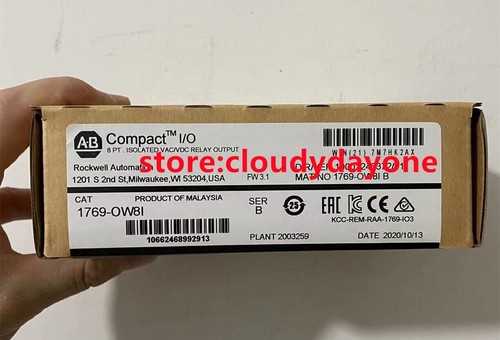 A-B
Compact™ I/O
8 PT . ISOLATED VAC/VDC RELAY OUTPUT
store:cloudydayone
Rockwell Automation
1201 S 2nd St,Milwaukee,WI 53204,USA
FW 3.1
MAT NO 1769-OW8I B
CAT
PRODUCT OF MALAYSIA
1769-OW8I
SER
B
25
EAC
KCC-REM-RAA-1769-IO3
10662468992913
PLANT 2003259
DATE 2020/10/13